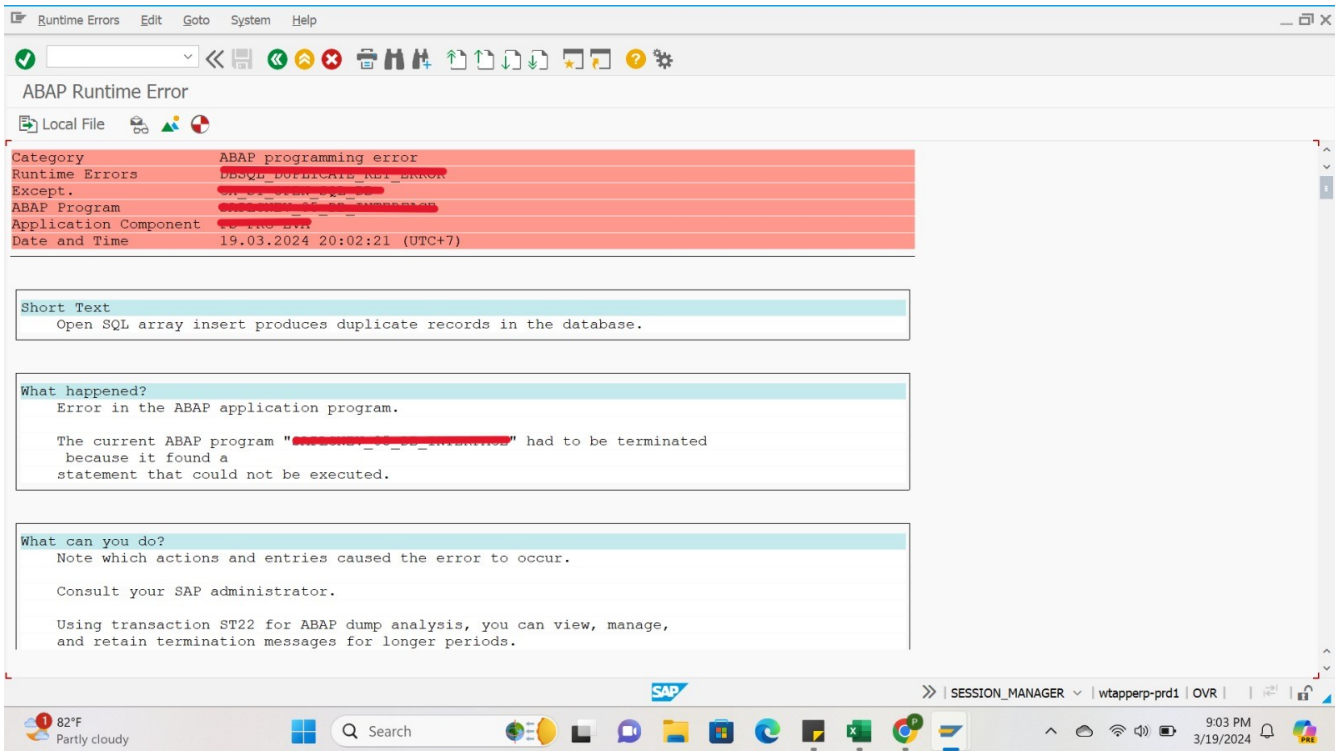 Runtime Errors Edit Goto System Help
ABAP Runtime Error
Local File
Category ABAP programming error
Runtime Errors
Except.
ABAP Program
Application Component
Date and Time 19.03.2024 20:02:21 (UTC+7)
Short Text
Open SQL array insert produces duplicate records in the database.
What happened?
Error in the ABAP application program.
The current ABAP program " " had to be terminated
because it found a
statement that could not be executed.
What can you do?
Note which actions and entries caused the error to occur.
Consult your SAP administrator.
Using transaction ST22 for ABAP dump analysis, you can view, manage,
and retain termination messages for longer periods.
SAP SESSION_MANAGER wtapperp-prd1 OVR
1 82°F
Partly cloudy
Search
9:03 PM
3/19/2024
PRE